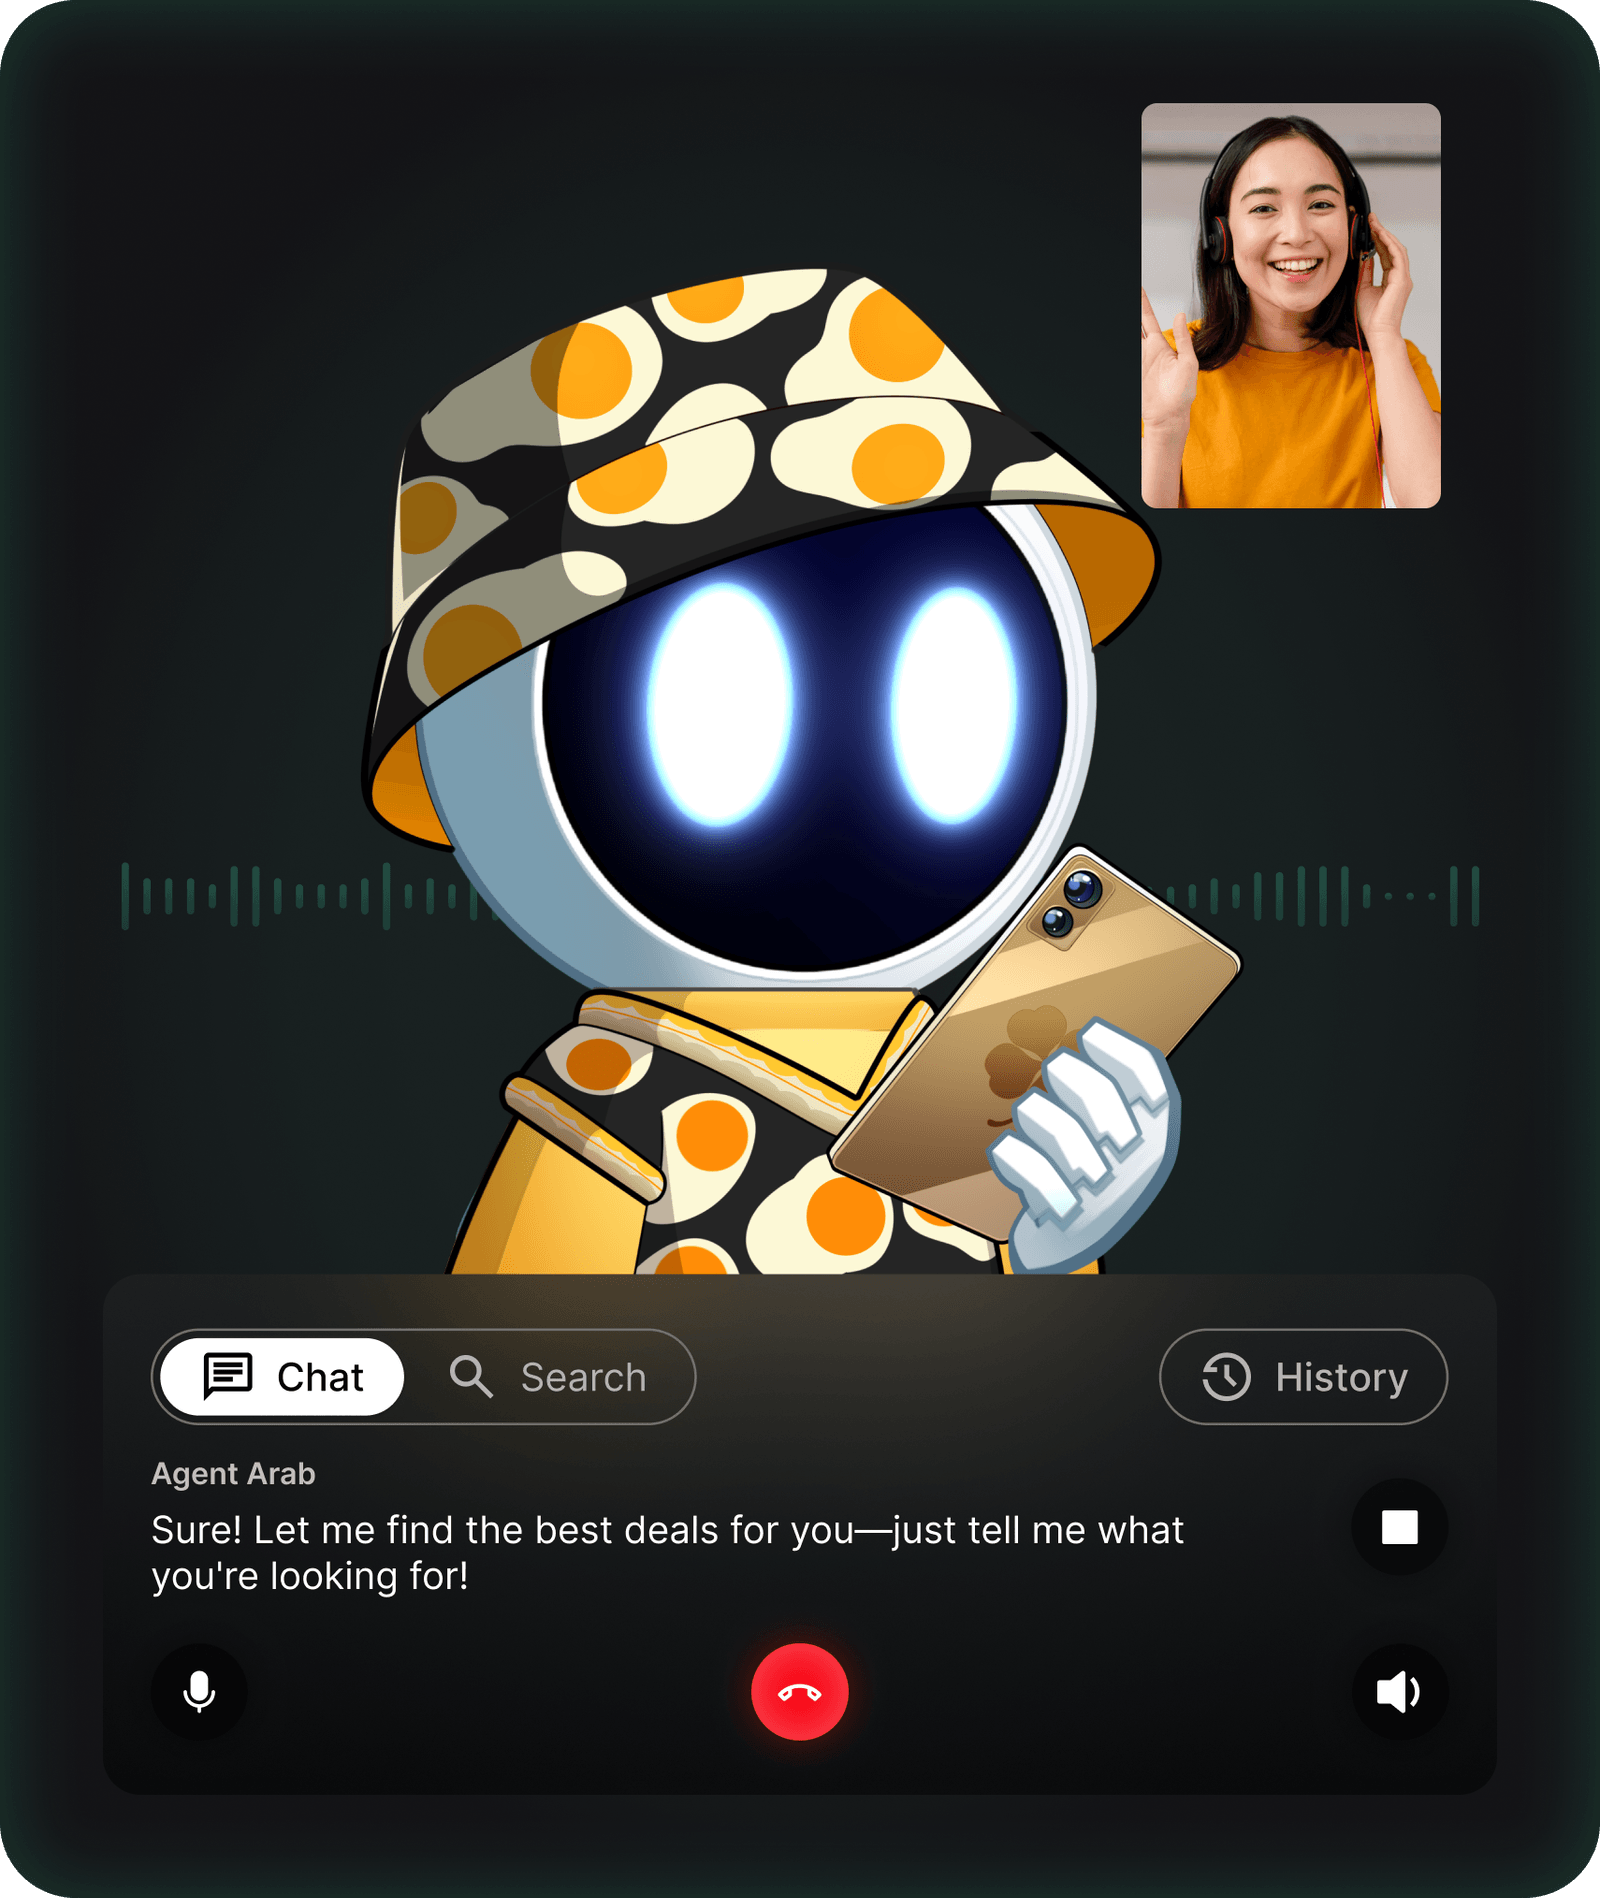 Chat
Search
History
Agent Arab
Sure! Let me find the best deals for you—just tell me what
you're looking for!